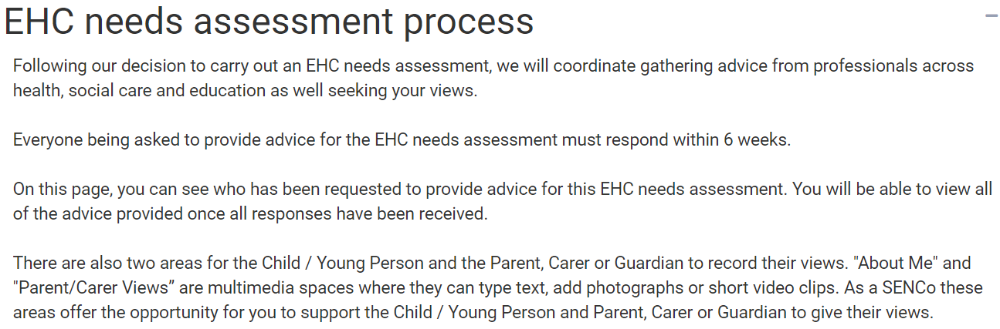 EHC needs assessment process
Following our decision to carry out an EHC needs assessment, we will coordinate gathering advice from professionals across
health, social care and education as well seeking your views.
Everyone being asked to provide advice for the EHC needs assessment must respond within 6 weeks.
On this page, you can see who has been requested to provide advice for this EHC needs assessment. You will be able to view all
of the advice provided once all responses have been received.
There are also two areas for the Child / Young Person and the Parent, Carer or Guardian to record their views. "About Me" and
"Parent/Carer Views” are multimedia spaces where they can type text, add photographs or short video clips. As a SENCo these
areas offer the opportunity for you to support the Child / Young Person and Parent, Carer or Guardian to give their views.